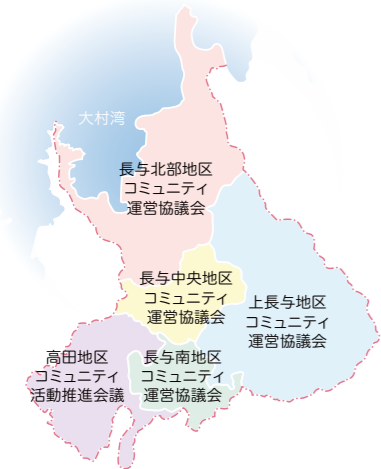 大村湾
長与北部地区
コミュニティ
運営協議会
長与中央地区
コミュニティ
運営協議会
上長与地区
コミュニティ
運営協議会
高田地区
コミュニティ
活動推進会議
長与南地区
コミュニティ
運営協議会